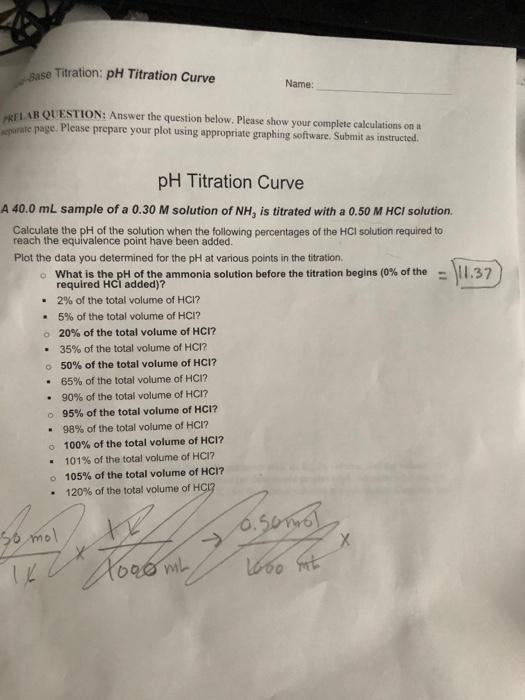 Base Titration: pH Titration Curve
Name:
PRELAB QUESTION: Answer the question below. Please show your complete calculations on a
separate page. Please prepare your plot using appropriate graphing software. Submit as instructed.
pH Titration Curve
A 40.0 mL sample of a 0.30 M solution of NH₃ is titrated with a 0.50 M HCl solution.
Calculate the pH of the solution when the following percentages of the HCl solution required to
reach the equivalence point have been added.
Plot the data you determined for the pH at various points in the titration.
○ What is the pH of the ammonia solution before the titration begins (0% of the = 11.37
required HCl added)?
▪ 2% of the total volume of HCl?
▪ 5% of the total volume of HCl?
○ 20% of the total volume of HCl?
▪ 35% of the total volume of HCl?
○ 50% of the total volume of HCl?
▪ 65% of the total volume of HCl?
▪ 90% of the total volume of HCl?
○ 95% of the total volume of HCl?
▪ 98% of the total volume of HCl?
○ 100% of the total volume of HCl?
▪ 101% of the total volume of HCl?
○ 105% of the total volume of HCl?
▪ 120% of the total volume of HCl?
50 mol × 1L → 0.50mol ×
1L 1000 mL 1000 mL